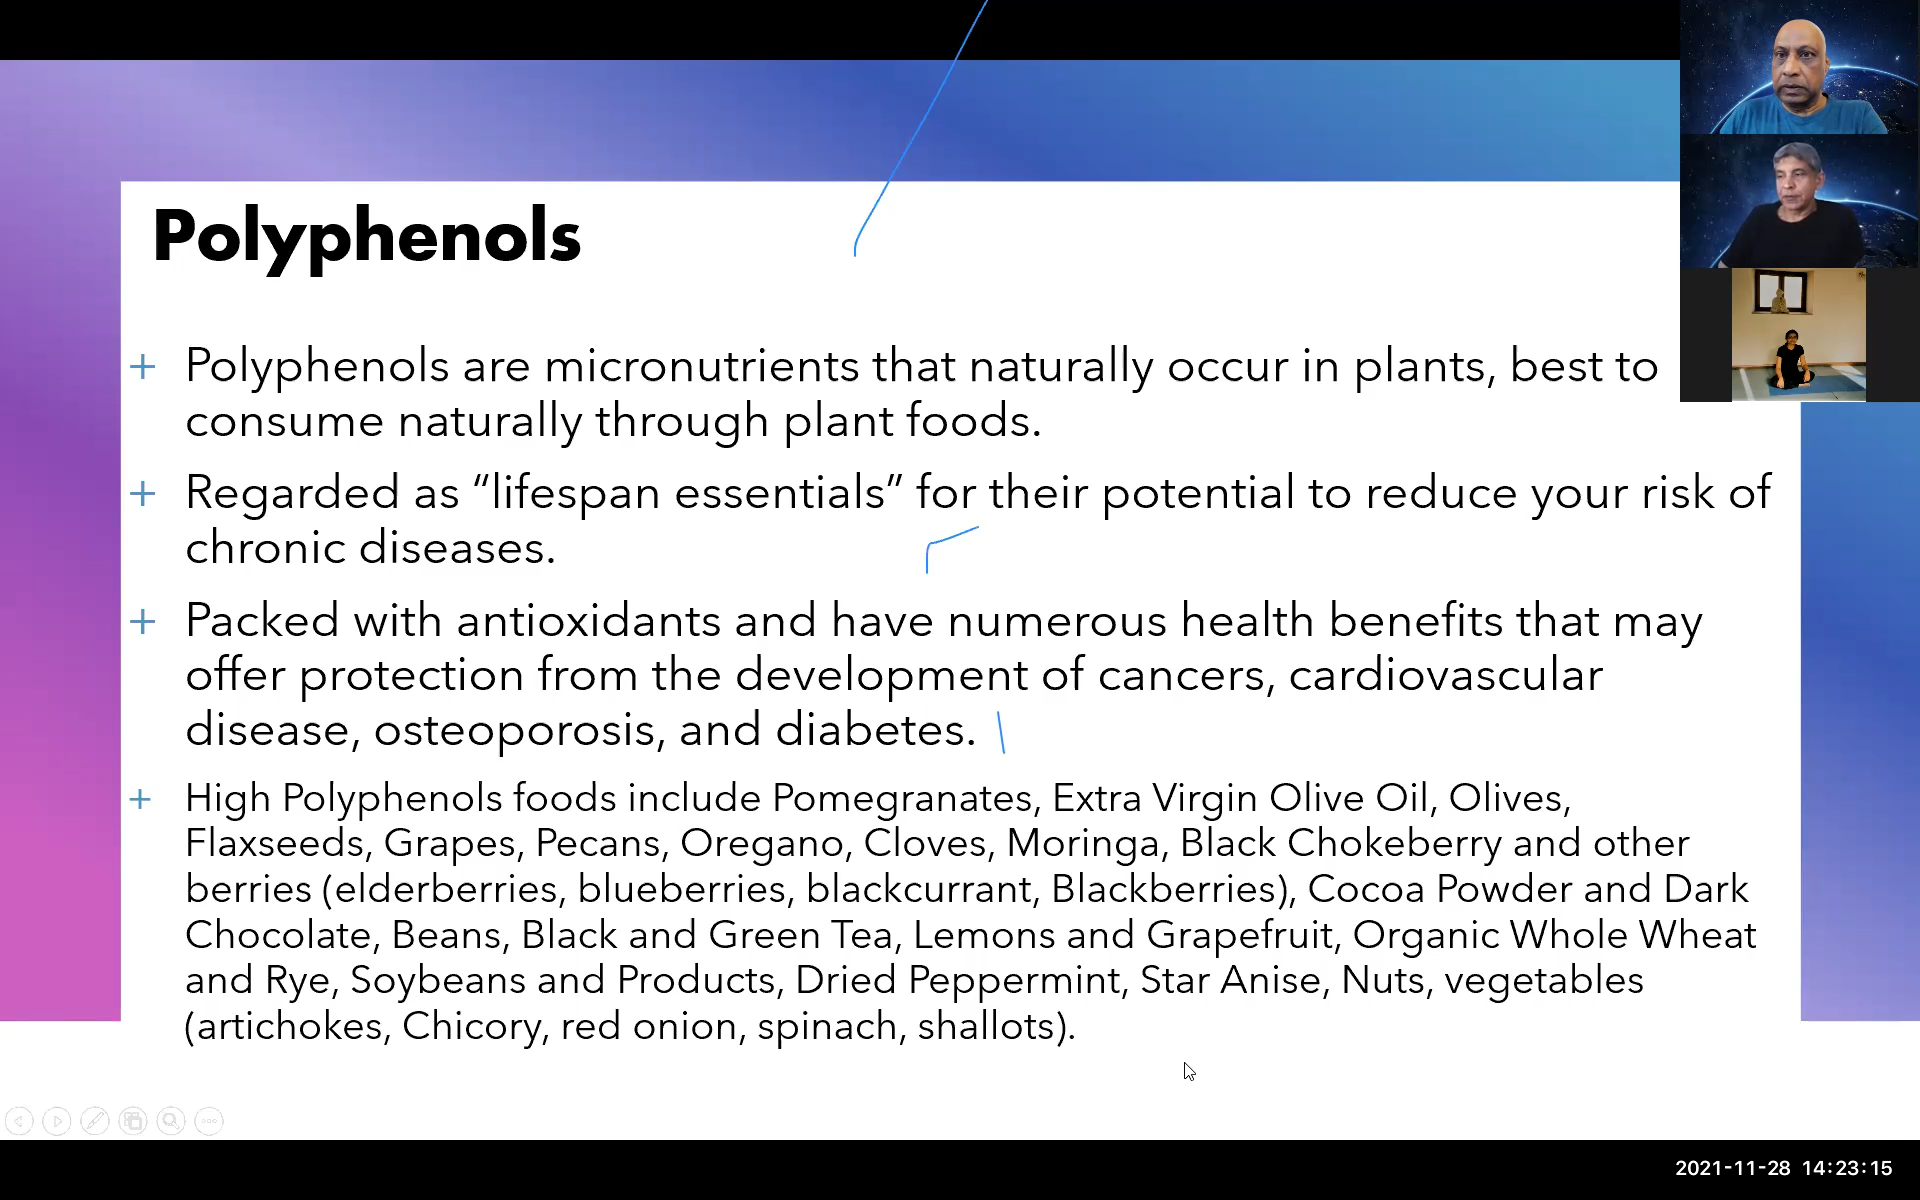 Polyphenols
+ Polyphenols are micronutrients that naturally occur in plants, best to
consume naturally through plant foods.
+ Regarded as “lifespan essentials” for their potential to reduce your risk of
chronic diseases.
+ Packed with antioxidants and have numerous health benefits that may
offer protection from the development of cancers, cardiovascular
disease, osteoporosis, and diabetes.
+ High Polyphenols foods include Pomegranates, Extra Virgin Olive Oil, Olives,
Flaxseeds, Grapes, Pecans, Oregano, Cloves, Moringa, Black Chokeberry and other
berries (elderberries, blueberries, blackcurrant, Blackberries), Cocoa Powder and Dark
Chocolate, Beans, Black and Green Tea, Lemons and Grapefruit, Organic Whole Wheat
and Rye, Soybeans and Products, Dried Peppermint, Star Anise, Nuts, vegetables
(artichokes, Chicory, red onion, spinach, shallots).
2021-11-28 14:23:15